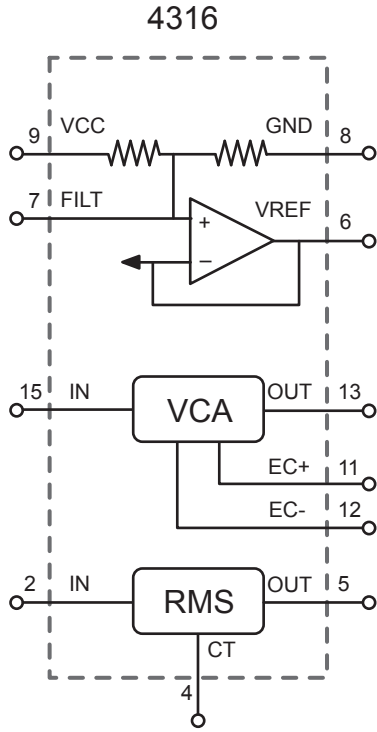 4316
9 VCC GND 8
7 FILT
+ VREF 6
−
15 IN VCA OUT 13
EC+ 11
EC- 12
2 IN RMS OUT 5
CT
4